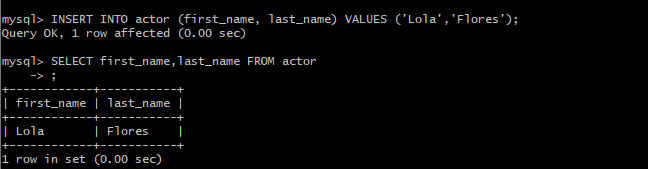 mysql> INSERT INTO actor (first_name, last_name) VALUES ('Lola','Flores');
Query OK, 1 row affected (0.00 sec)
mysql> SELECT first_name,last_name FROM actor
    -> ;
+------------+-----------+
| first_name | last_name |
+------------+-----------+
| Lola       | Flores    |
+------------+-----------+
1 row in set (0.00 sec)